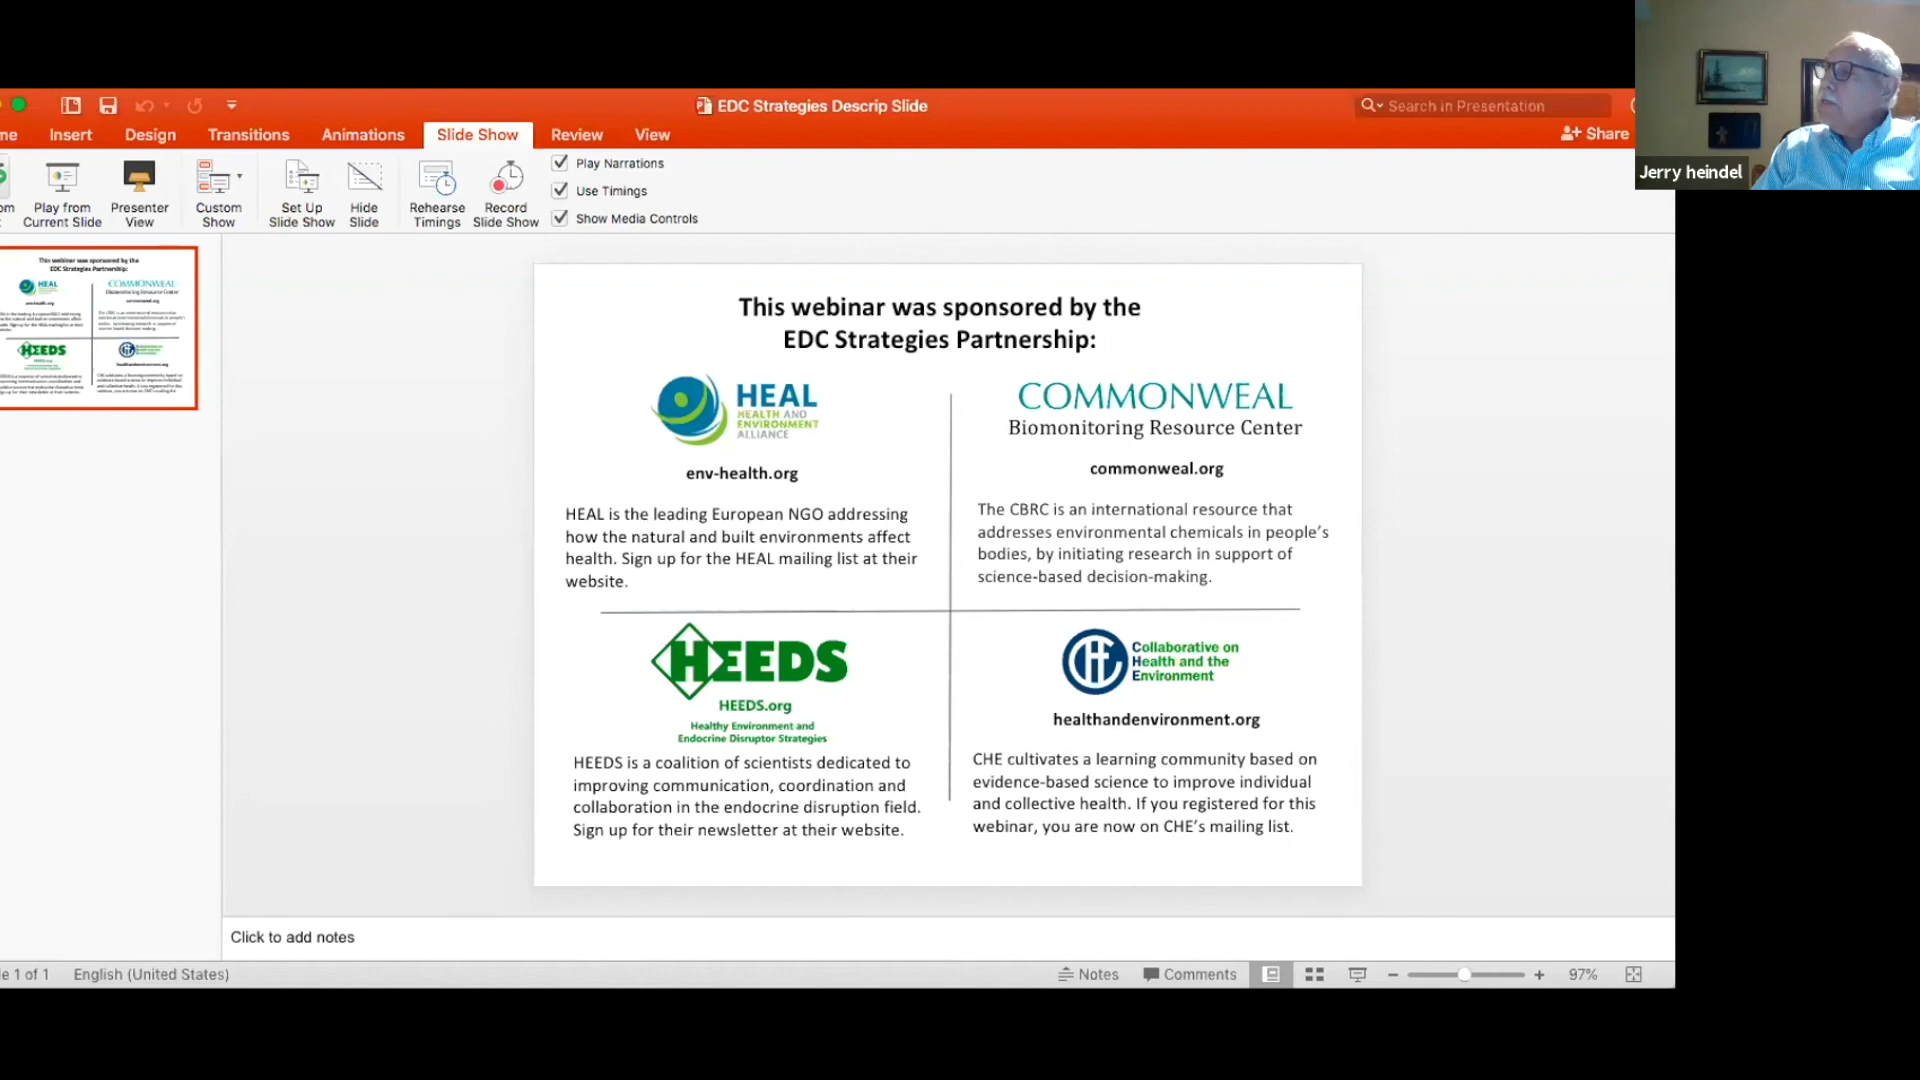 EDC Strategies Descrip Slide
Search in Presentation
Insert
Design
Transitions
Animations
Slide Show
Review
View
Share
Play from
Current Slide
Presenter
View
Custom
Show
Set Up
Slide Show
Hide
Slide
Rehearse
Timings
Record
Slide Show
Play Narrations
Use Timings
Show Media Controls
Jerry heindel
This webinar was sponsored by the
EDC Strategies Partnership:
HEAL
HEALTH AND
ENVIRONMENT
ALLIANCE
env-health.org
HEAL is the leading European NGO addressing
how the natural and built environments affect
health. Sign up for the HEAL mailing list at their
website.
COMMONWEAL
Biomonitoring Resource Center
commonweal.org
The CBRC is an international resource that
addresses environmental chemicals in people’s
bodies, by initiating research in support of
science-based decision-making.
HEEDS
HEEDS.org
Healthy Environment and
Endocrine Disruptor Strategies
HEEDS is a coalition of scientists dedicated to
improving communication, coordination and
collaboration in the endocrine disruption field.
Sign up for their newsletter at their website.
CHE
Collaborative on
Health and the
Environment
healthandenvironment.org
CHE cultivates a learning community based on
evidence-based science to improve individual
and collective health. If you registered for this
webinar, you are now on CHE’s mailing list.
Click to add notes
1 of 1
English (United States)
Notes
Comments
97%